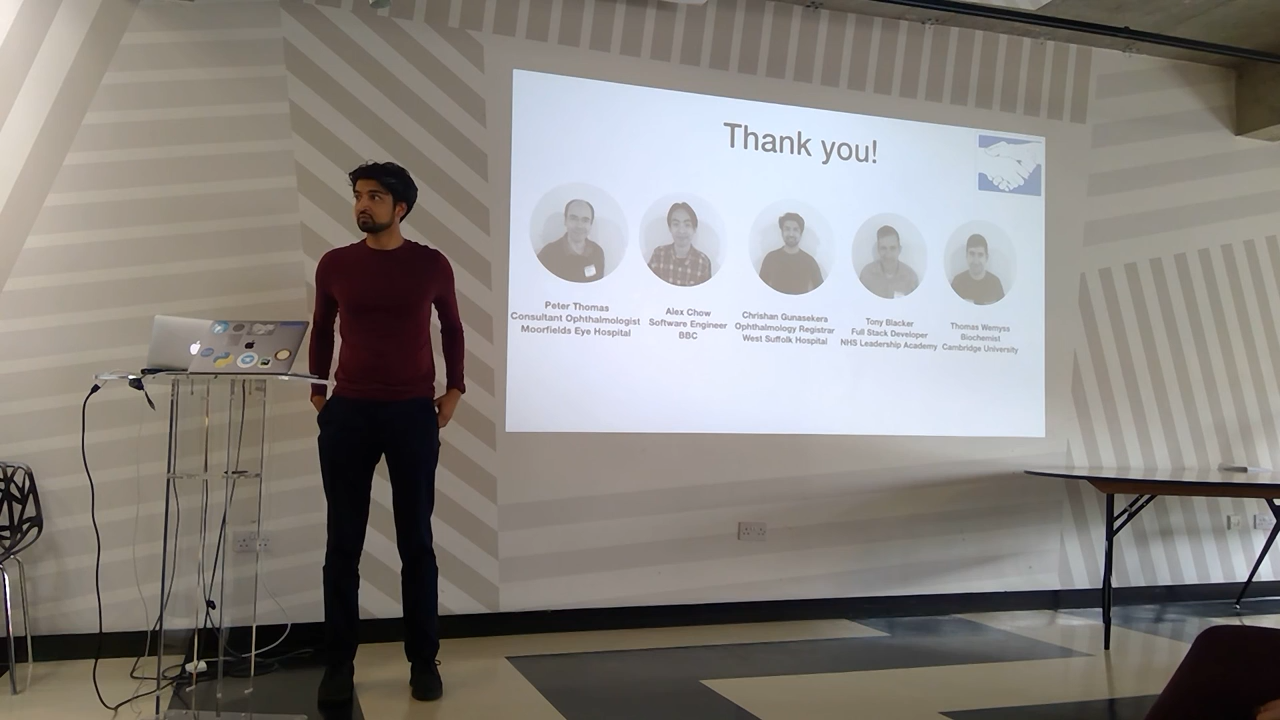 Thank you!
Peter Thomas
Consultant Ophthalmologist
Moorfields Eye Hospital
Alex Chow
Software Engineer
BBC
Chrishan Gunasekera
Ophthalmology Registrar
West Suffolk Hospital
Tony Blacker
Full Stack Developer
NHS Leadership Academy
Thomas Wemyss
Biochemist
Cambridge University